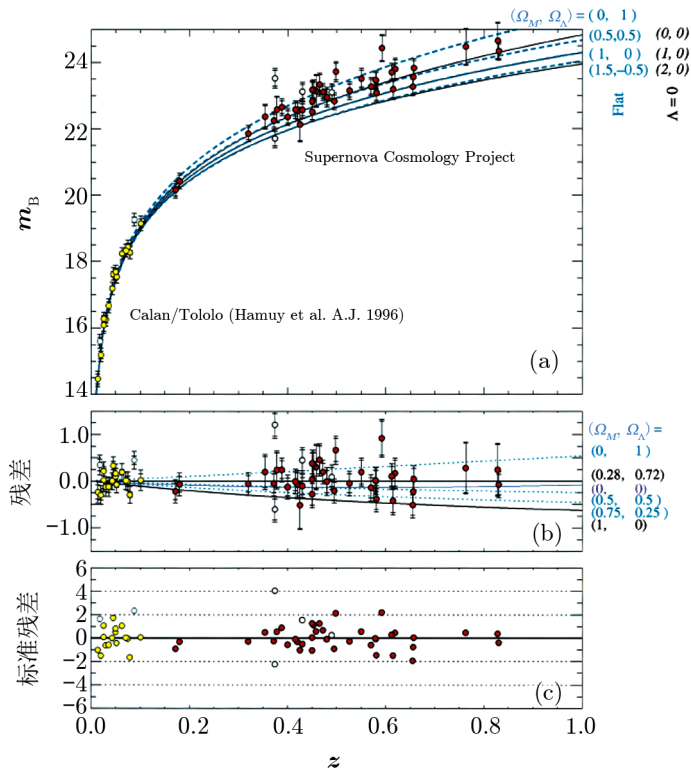 (Ω_M, Ω_Λ) = ( 0, 1 )
(0.5,0.5) (0, 0)
( 1, 0 ) (1, 0)
(1.5,–0.5) (2, 0)
Flat
Λ = 0
24
22
20
18
16
14
m_B
Supernova Cosmology Project
Calan/Tololo (Hamuy et al. A.J. 1996)
(a)
1.0
0.0
−1.0
残差
(b)
(Ω_M, Ω_Λ) =
(0, 1)
(0.28, 0.72)
(0, 0)
(0.5, 0.5 )
(0.75, 0.25 )
(1, 0)
6
4
2
0
−2
−4
−6
标准残差
(c)
0.0 0.2 0.4 0.6 0.8 1.0
z